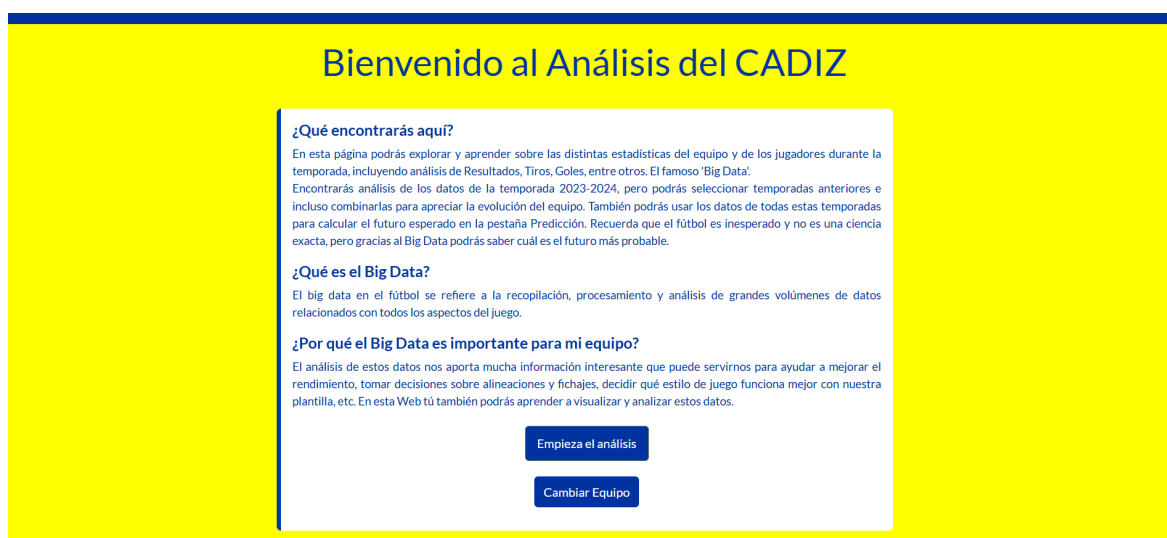 Bienvenido al Análisis del CADIZ
¿Qué encontrarás aquí?
En esta página podrás explorar y aprender sobre las distintas estadísticas del equipo y de los jugadores durante la
temporada, incluyendo análisis de Resultados, Tiros, Goles, entre otros. El famoso 'Big Data'.
Encontrarás análisis de los datos de la temporada 2023-2024, pero podrás seleccionar temporadas anteriores e
incluso combinarlas para apreciar la evolución del equipo. También podrás usar los datos de todas estas temporadas
para calcular el futuro esperado en la pestaña Predicción. Recuerda que el fútbol es inesperado y no es una ciencia
exacta, pero gracias al Big Data podrás saber cuál es el futuro más probable.
¿Qué es el Big Data?
El big data en el fútbol se refiere a la recopilación, procesamiento y análisis de grandes volúmenes de datos
relacionados con todos los aspectos del juego.
¿Por qué el Big Data es importante para mi equipo?
El análisis de estos datos nos aporta mucha información interesante que puede servirnos para ayudar a mejorar el
rendimiento, tomar decisiones sobre alineaciones y fichajes, decidir qué estilo de juego funciona mejor con nuestra
plantilla, etc. En esta Web tú también podrás aprender a visualizar y analizar estos datos.
Empieza el análisis
Cambiar Equipo